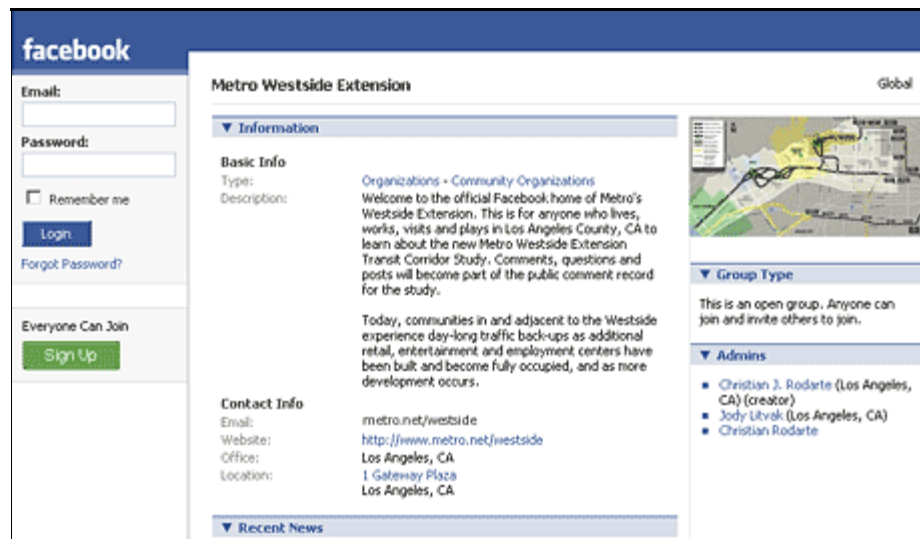 facebook
Email:
Password:
Remember me
Login
Forgot Password?
Everyone Can Join
Sign Up
Metro Westside Extension
Global
Information
Basic Info
Type:
Organizations - Community Organizations
Description:
Welcome to the official Facebook home of Metro's
Westside Extension. This is for anyone who lives,
works, visits and plays in Los Angeles County, CA to
learn about the new Metro Westside Extension
Transit Corridor Study. Comments, questions and
posts will become part of the public comment record
for the study.
Today, communities in and adjacent to the Westside
experience day-long traffic back-ups as additional
retail, entertainment and employment centers have
been built and become fully occupied, and as more
development occurs.
Contact Info
Email:
metro.net/westside
Website:
http://www.metro.net/westside
Office:
Los Angeles, CA
Location:
1 Gateway Plaza
Los Angeles, CA
Recent News
Group Type
This is an open group. Anyone can
join and invite others to join.
Admins
Christian J. Rodarte (Los Angeles,
CA) (creator)
Jody Litvak (Los Angeles, CA)
Christian Rodarte